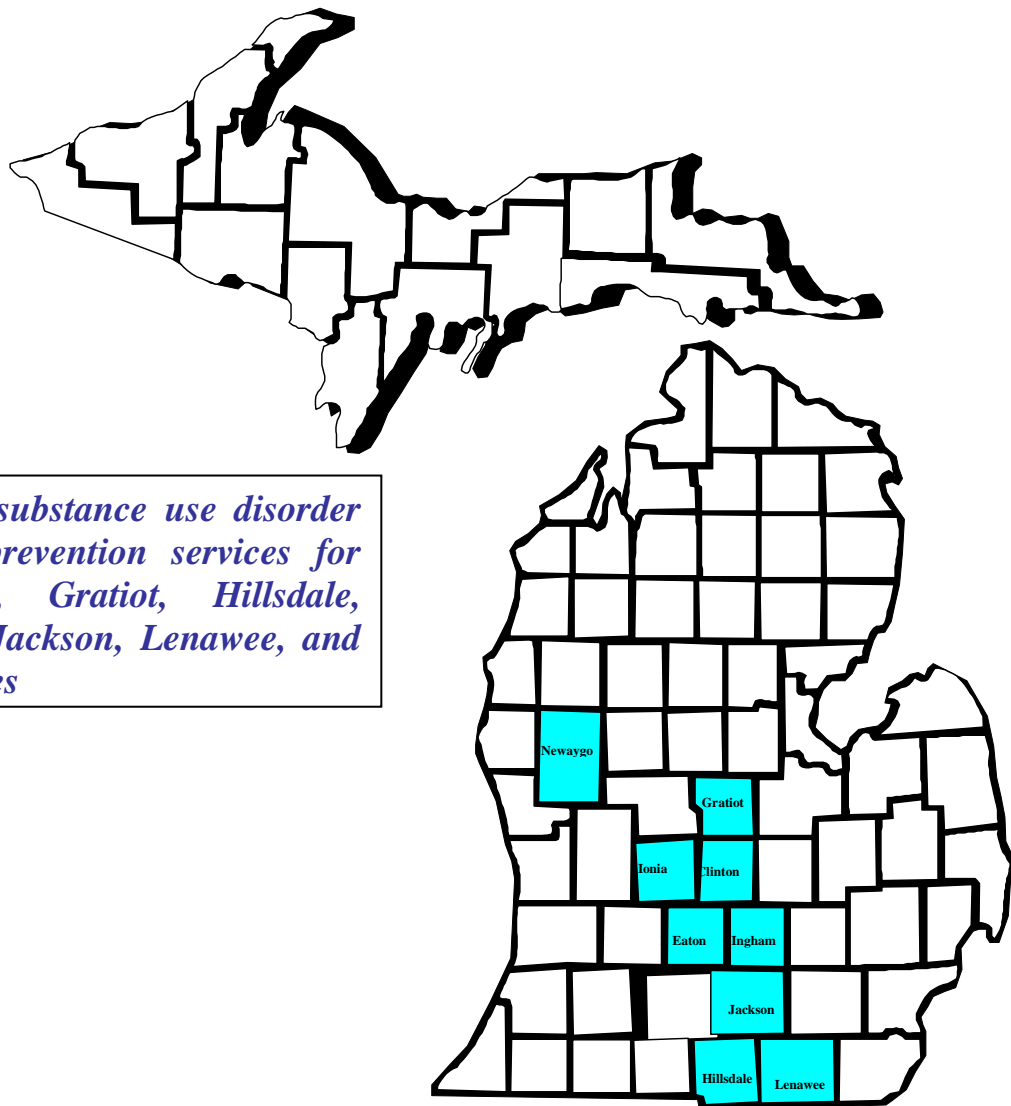 substance use disorder
prevention services for
, Gratiot, Hillsdale,
Jackson, Lenawee, and
es
Newaygo
Gratiot
Ionia
Clinton
Eaton
Ingham
Jackson
Hillsdale
Lenawee